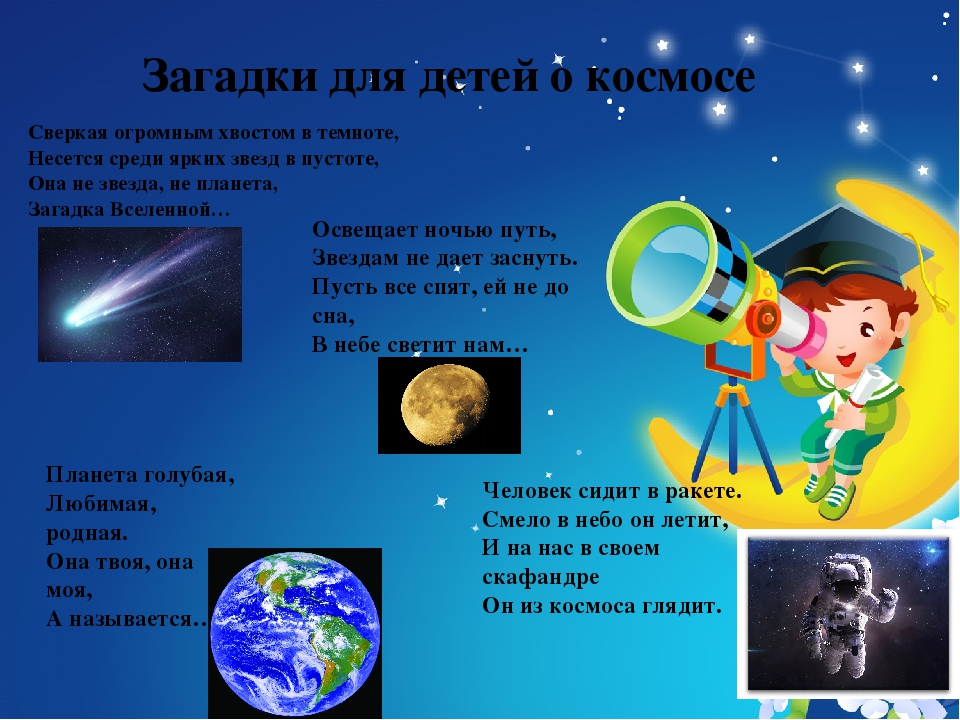 Загадки для детей о космосе
Сверкая огромным хвостом в темноте,
Несется среди ярких звезд в пустоте,
Она не звезда, не планета,
Загадка Вселенной…
Освещает ночью путь,
Звездам не дает заснуть.
Пусть все спят, ей не до
сна,
В небе светит нам…
Планета голубая,
Любимая,
родная.
Она твоя, она
моя,
А называется…
Человек сидит в ракете.
Смело в небо он летит,
И на нас в своем
скафандре
Он из космоса глядит.